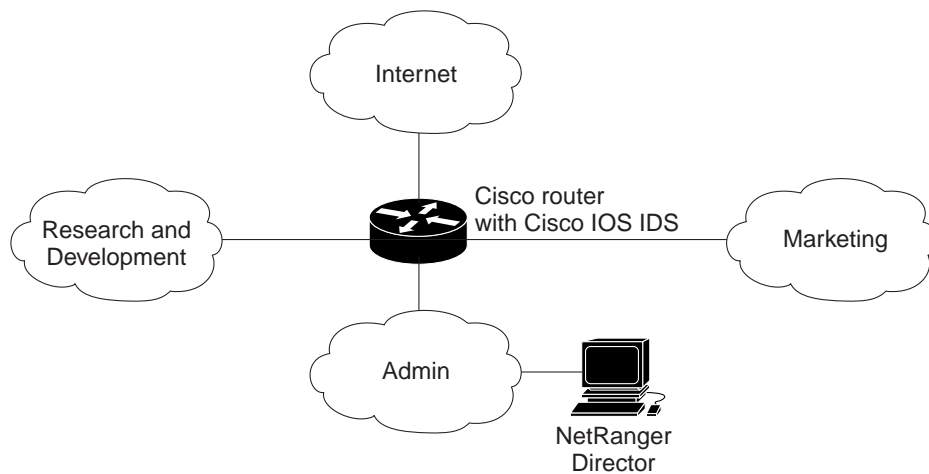 Internet
Cisco router
with Cisco IOS IDS
Research and
Development
Marketing
Admin
NetRanger
Director